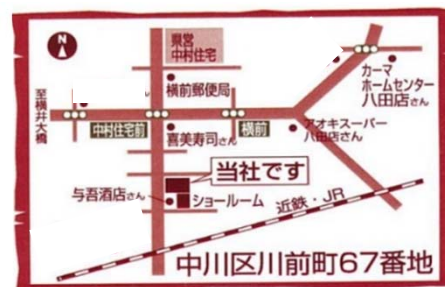 N
県営
中村住宅
横前郵便局
カーマ
ホームセンター
八田店さん
至横井大橋
中村住宅前
横前
喜美寿司さん
アオキスーパー
八田店さん
当社です
与吾酒店さん
ショールーム
近鉄・JR
中川区川前町67番地